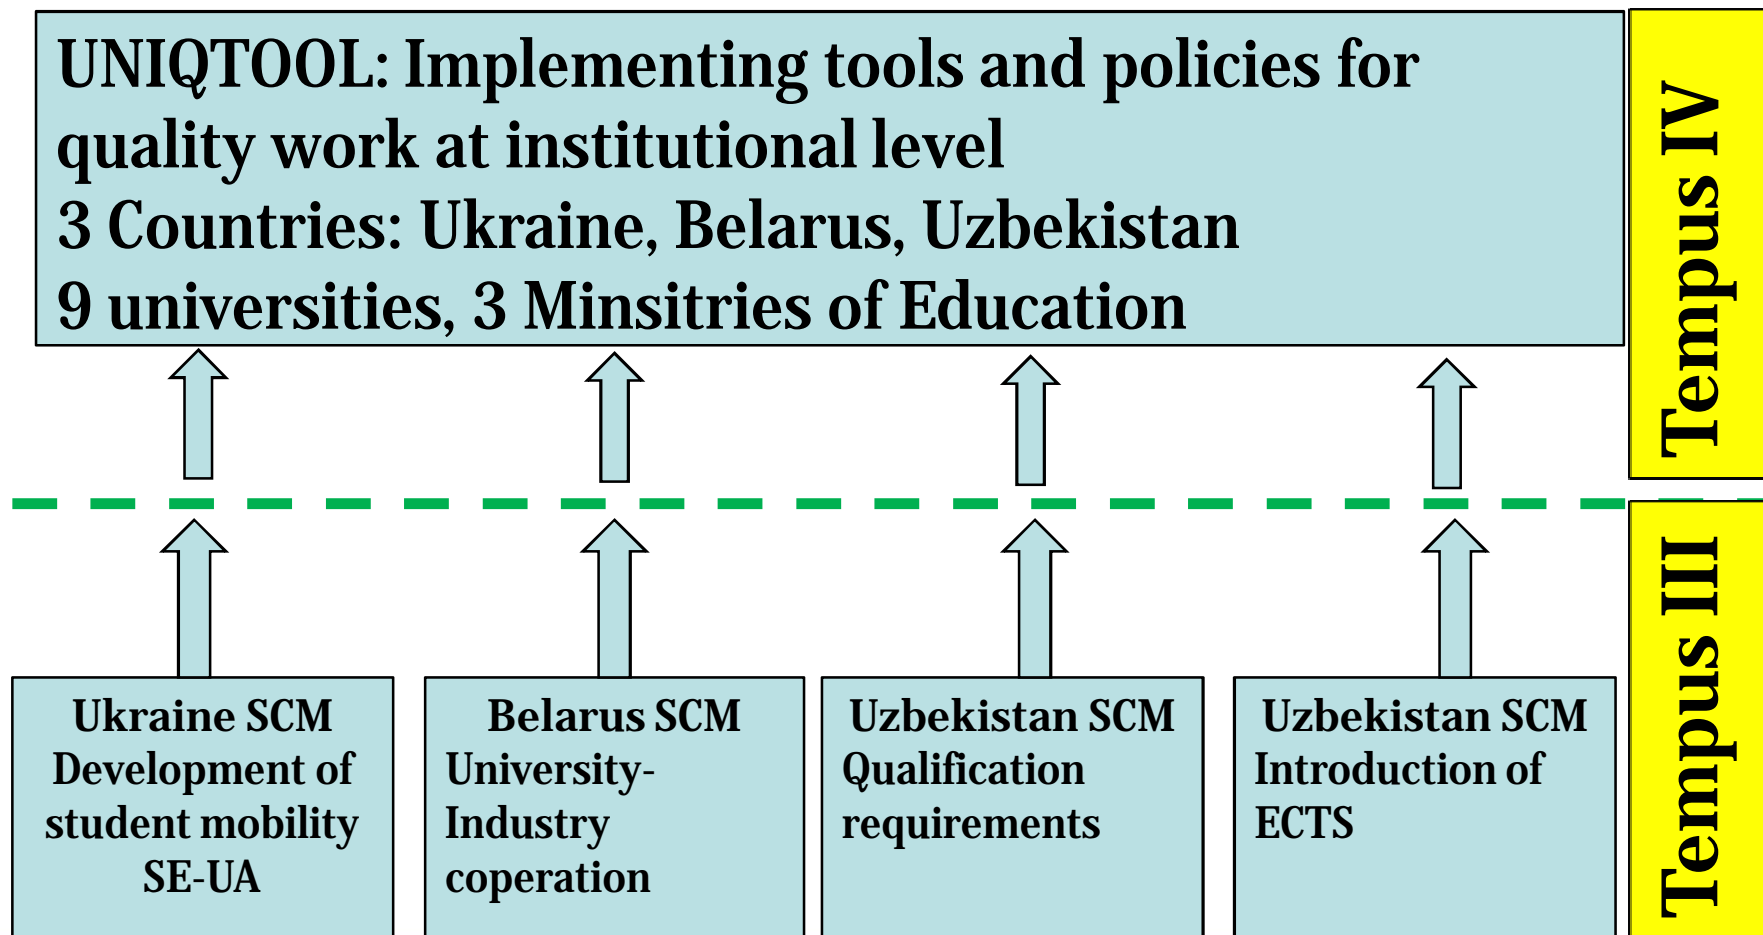 UNIQTOOL: Implementing tools and policies for
quality work at institutional level
3 Countries: Ukraine, Belarus, Uzbekistan
9 universities, 3 Minsitries of Education
Tempus IV
Ukraine SCM
Development of
student mobility
SE-UA
Belarus SCM
University-
Industry
coperation
Uzbekistan SCM
Qualification
requirements
Uzbekistan SCM
Introduction of
ECTS
Tempus III